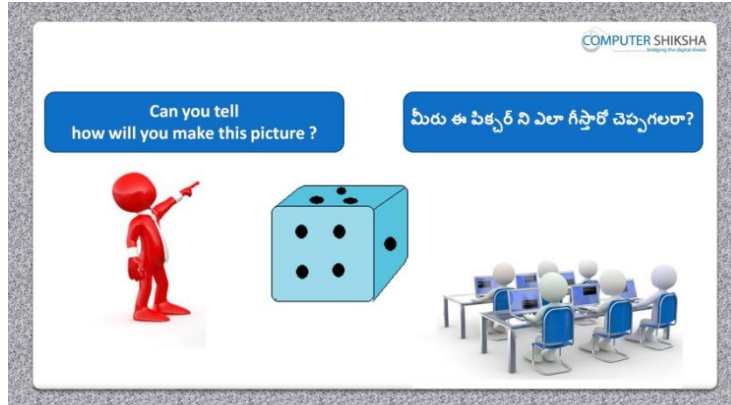 COMPUTER SHIKSHA
...bridging the digital divide
Can you tell
how will you make this picture ?
మీరు ఈ పిక్చర్ ని ఎలా గీస్తారో చెప్పగలరా?